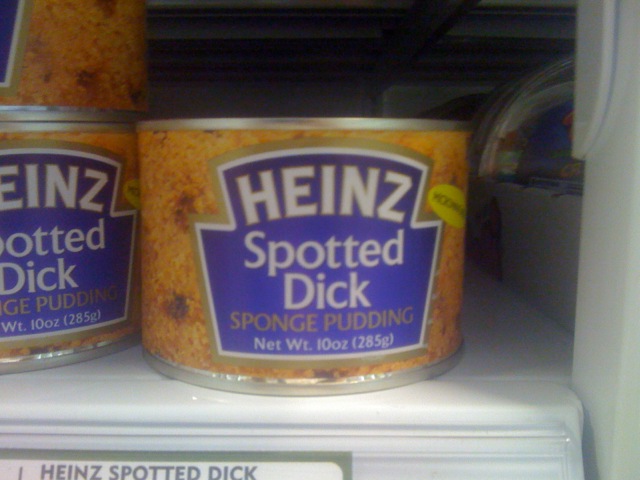 HEINZ
Spotted
Dick
SPONGE PUDDING
Net Wt. 10oz (285g)
EINZ
potted
Dick
GE PUDDING
Wt. 10oz (285g)
HEINZ SPOTTED DICK